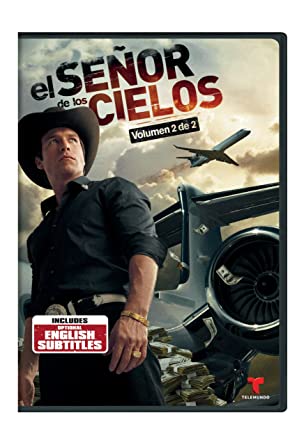 el SEÑOR
de los CIELOS
Volumen 2 de 2
INCLUDES
OPTIONAL
ENGLISH
SUBTITLES
TELEMUNDO